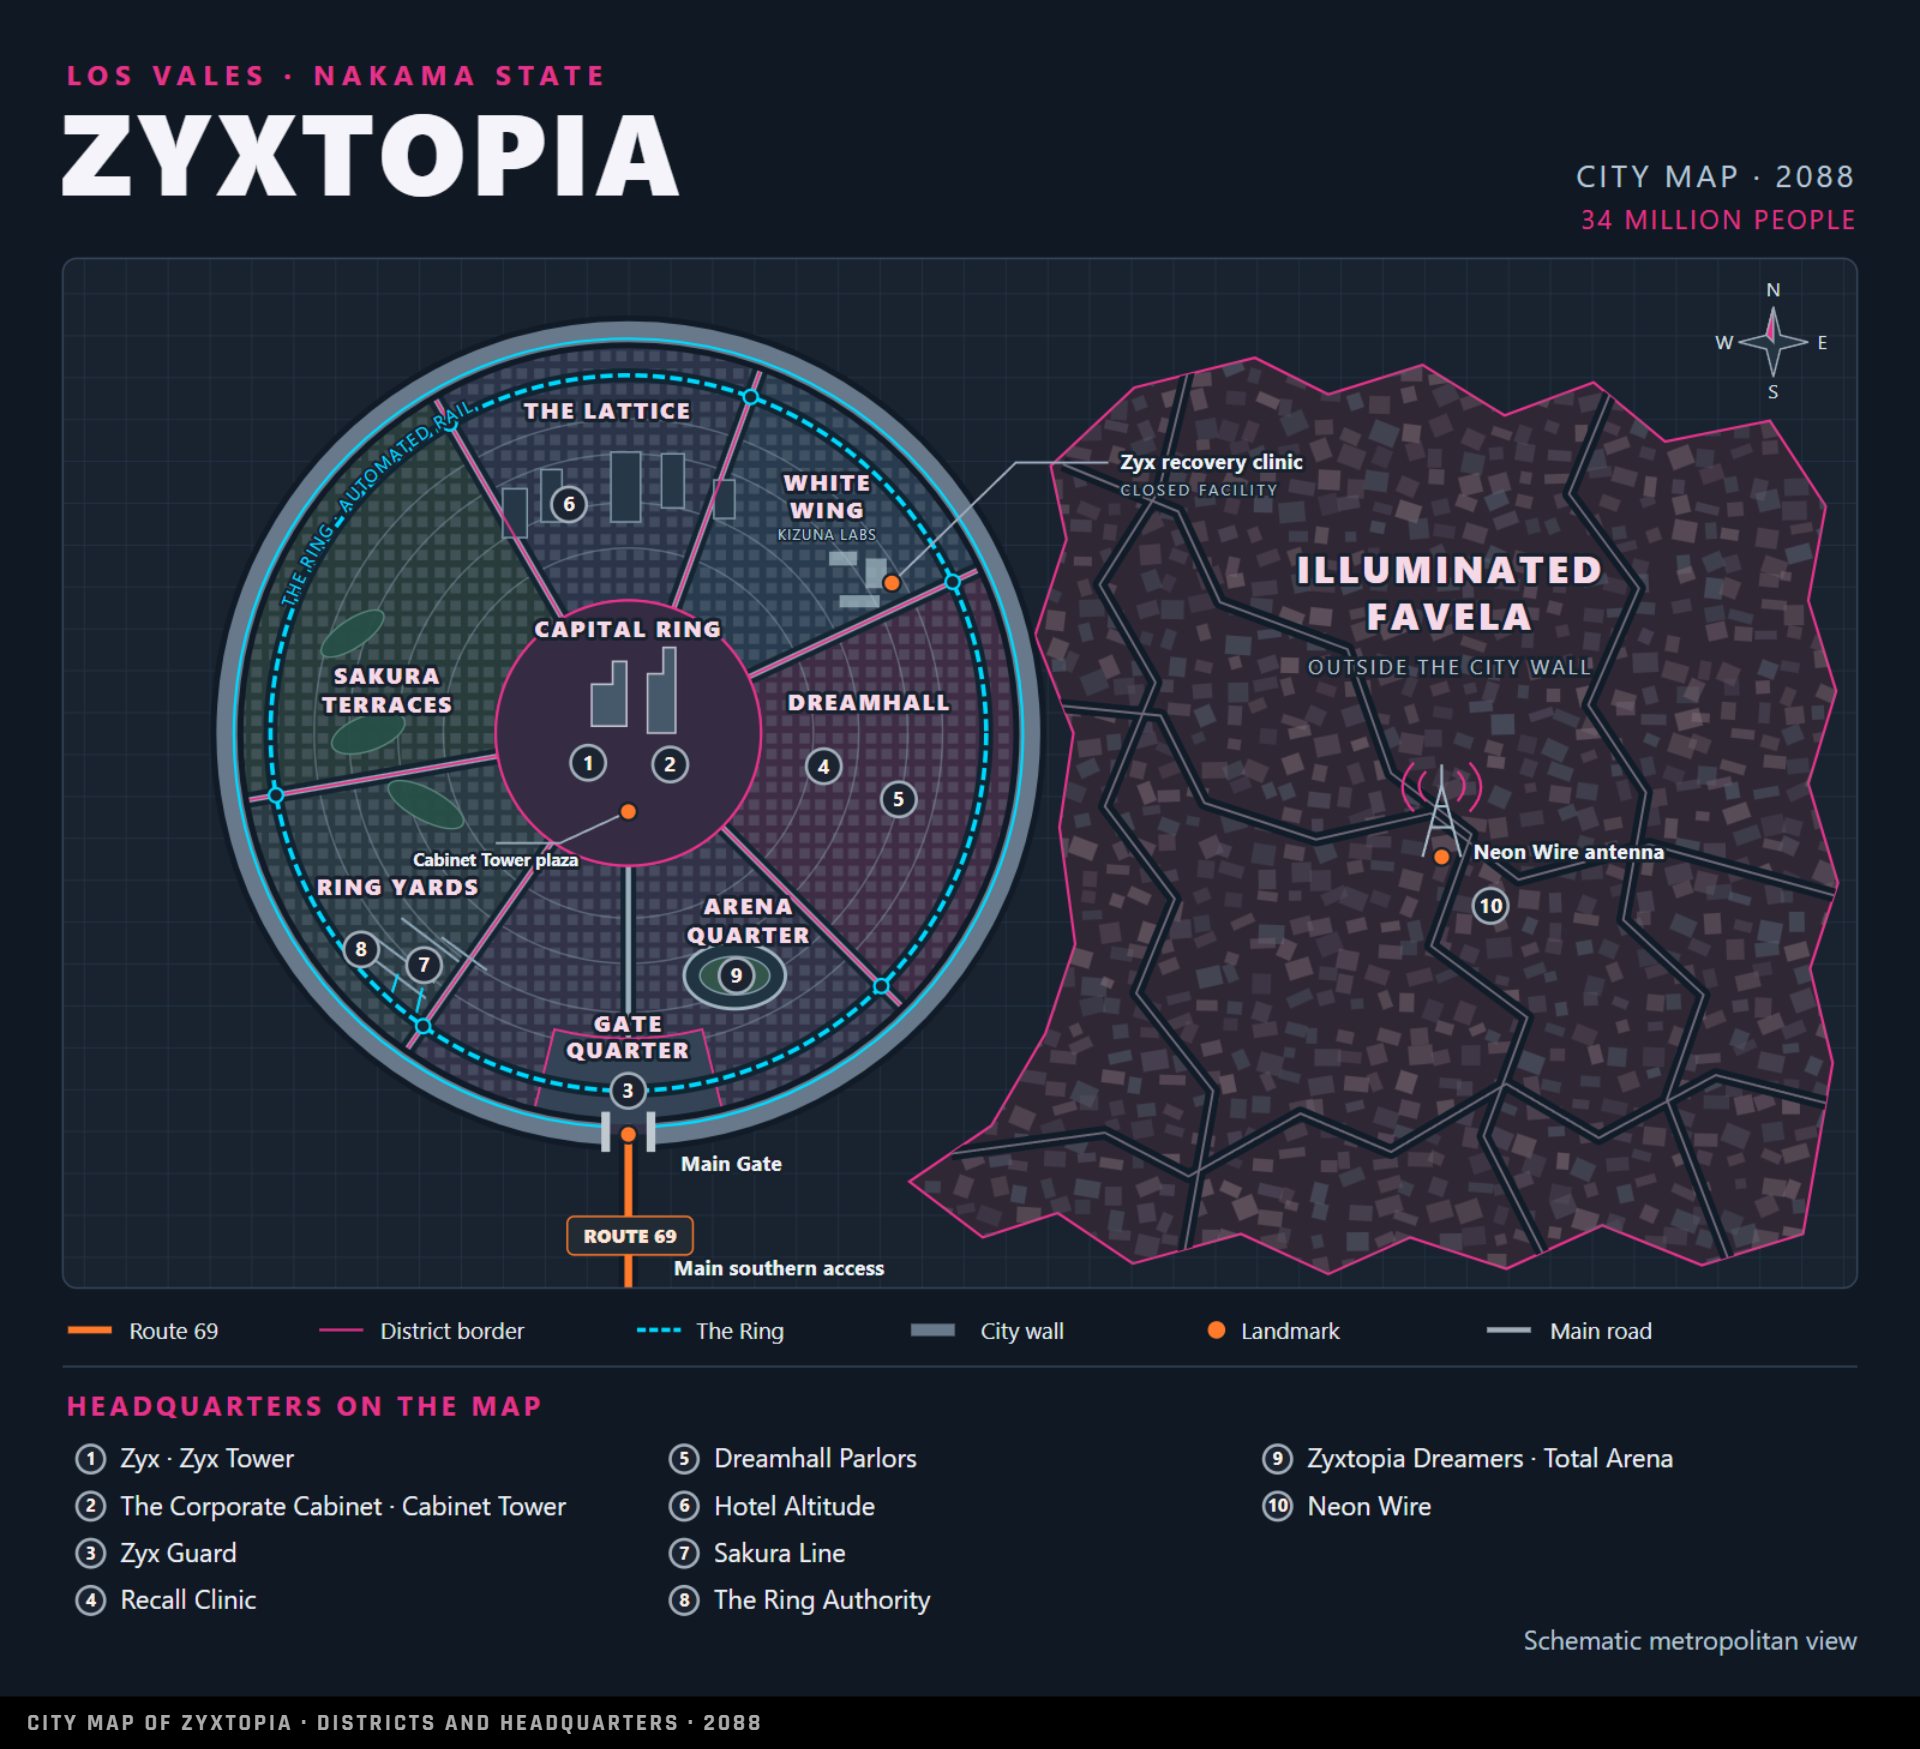 LOS VALES · NAKAMA STATE
ZYXTOPIA
CITY MAP · 2088
34 MILLION PEOPLE
N
W
E
S
THE RING · AUTOMATED RAIL
THE LATTICE
6
WHITE
WING
KIZUNA LABS
Zyx recovery clinic
CLOSED FACILITY
ILLUMINATED
FAVELA
OUTSIDE THE CITY WALL
CAPITAL RING
SAKURA
TERRACES
DREAMHALL
1
2
4
5
Cabinet Tower plaza
RING YARDS
Neon Wire antenna
10
ARENA
QUARTER
8
7
9
GATE
QUARTER
3
Main Gate
ROUTE 69
Main southern access
Route 69
District border
The Ring
City wall
Landmark
Main road
HEADQUARTERS ON THE MAP
1 Zyx · Zyx Tower
2 The Corporate Cabinet · Cabinet Tower
3 Zyx Guard
4 Recall Clinic
5 Dreamhall Parlors
6 Hotel Altitude
7 Sakura Line
8 The Ring Authority
9 Zyxtopia Dreamers · Total Arena
10 Neon Wire
Schematic metropolitan view
CITY MAP OF ZYXTOPIA · DISTRICTS AND HEADQUARTERS · 2088